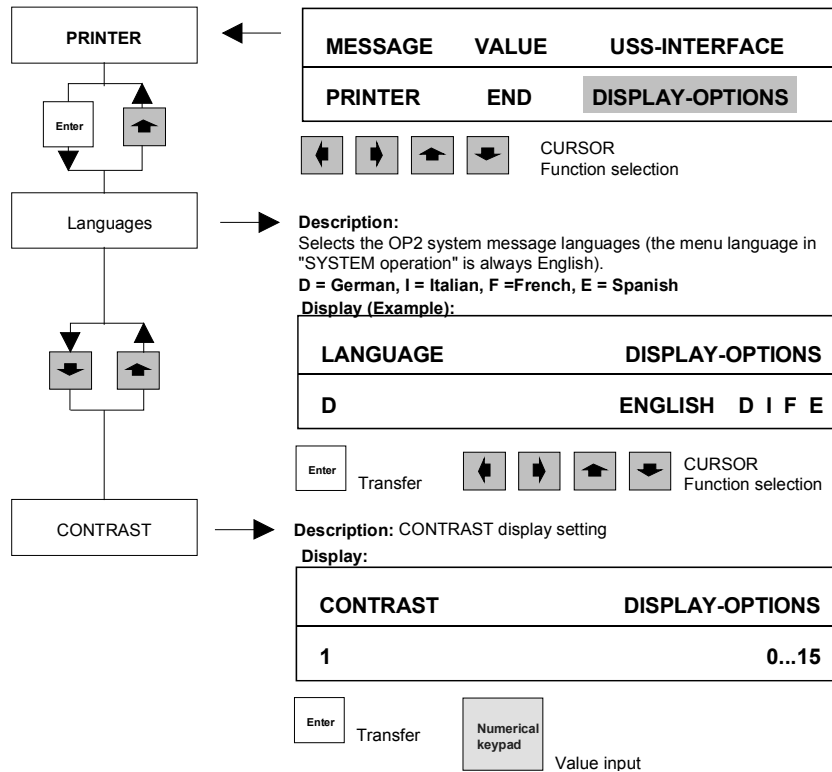 PRINTER
MESSAGE VALUE USS-INTERFACE
PRINTER END DISPLAY-OPTIONS
Enter
CURSOR
Function selection
Languages
Description:
Selects the OP2 system message languages (the menu language in
"SYSTEM operation" is always English).
D = German, I = Italian, F =French, E = Spanish
Display (Example):
LANGUAGE DISPLAY-OPTIONS
D ENGLISH D I F E
Enter
Transfer
CURSOR
Function selection
CONTRAST
Description: CONTRAST display setting
Display:
CONTRAST DISPLAY-OPTIONS
1 0...15
Enter
Transfer
Numerical
keypad
Value input